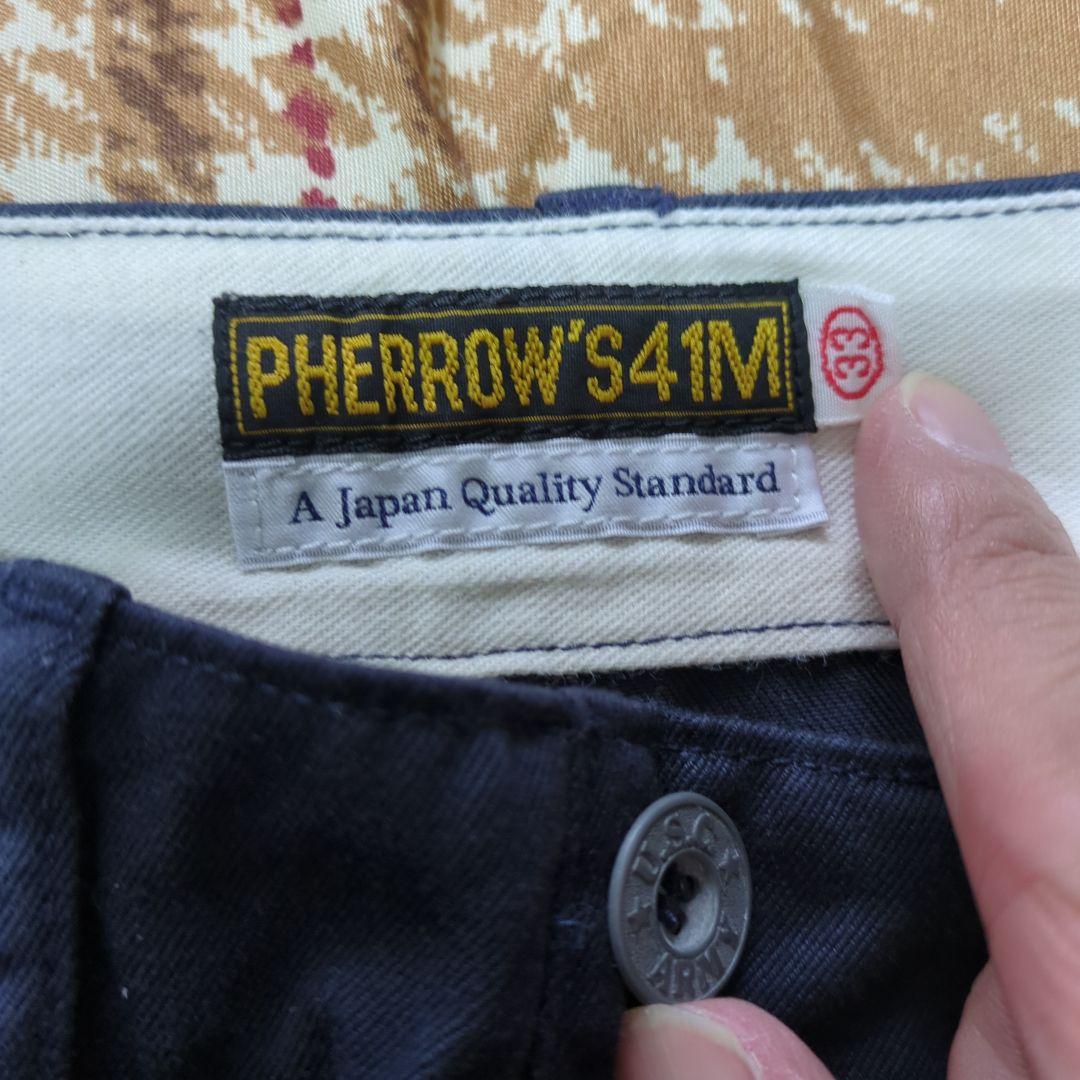 PHERROW'S41M
33
A Japan Quality Standard
U.S.
ARMY